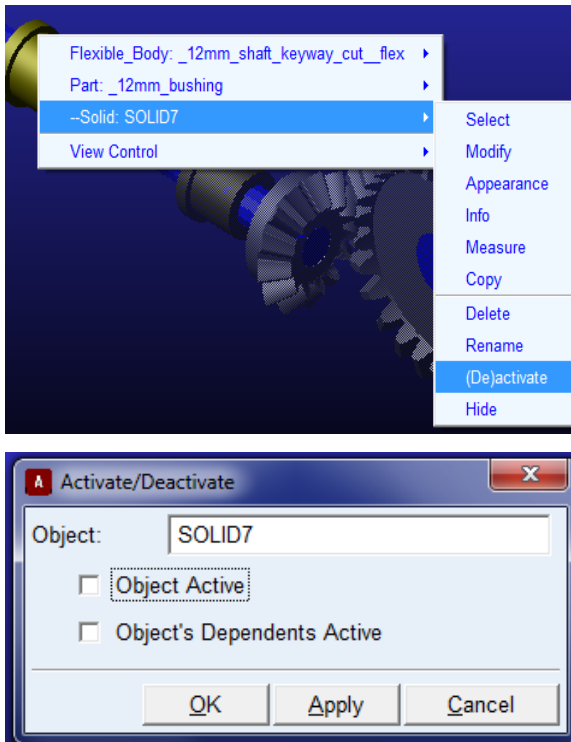 Flexible_Body: _12mm_shaft_keyway_cut__flex
Part: _12mm_bushing
--Solid: SOLID7
View Control
Select
Modify
Appearance
Info
Measure
Copy
Delete
Rename
(De)activate
Hide
A Activate/Deactivate
Object: SOLID7
Object Active
Object's Dependents Active
OK Apply Cancel